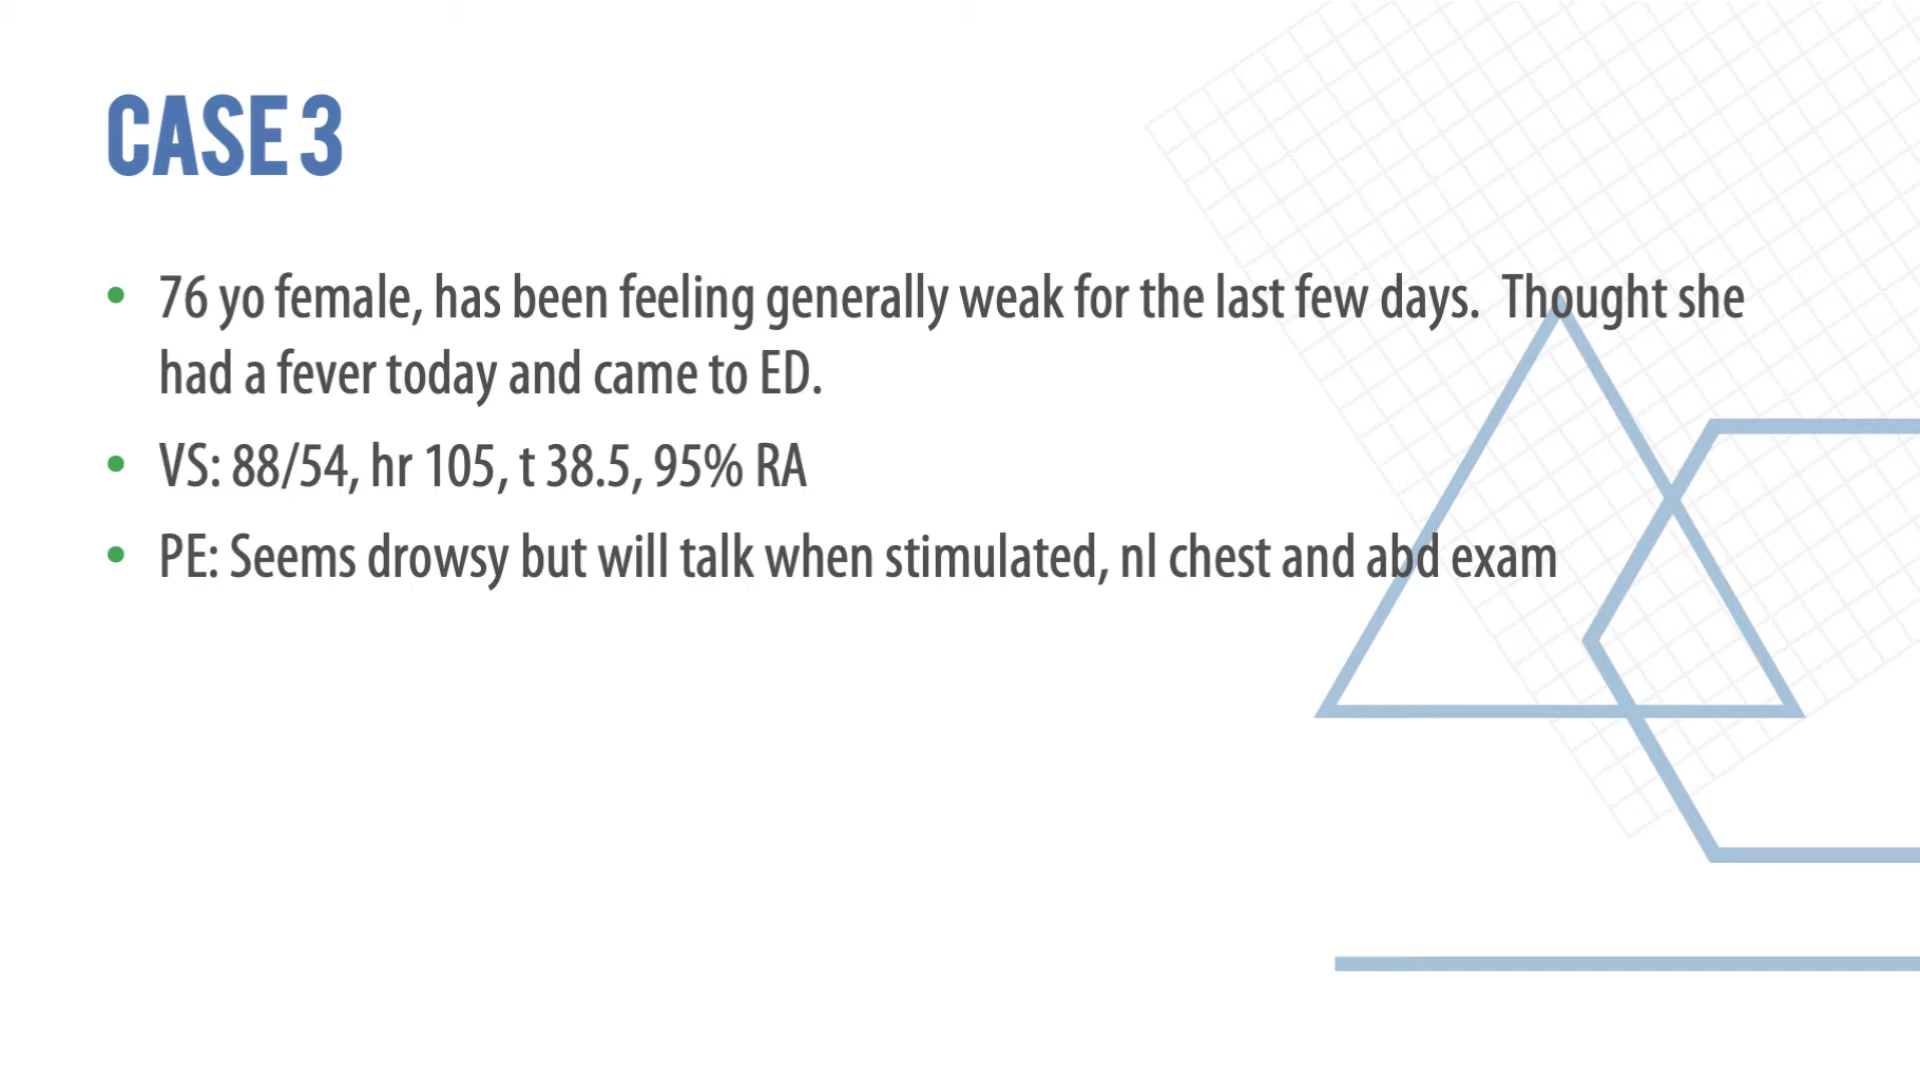 CASE 3
• 76 yo female, has been feeling generally weak for the last few days.  Thought she
had a fever today and came to ED.
• VS: 88/54, hr 105, t 38.5, 95% RA
• PE: Seems drowsy but will talk when stimulated, nl chest and abd exam